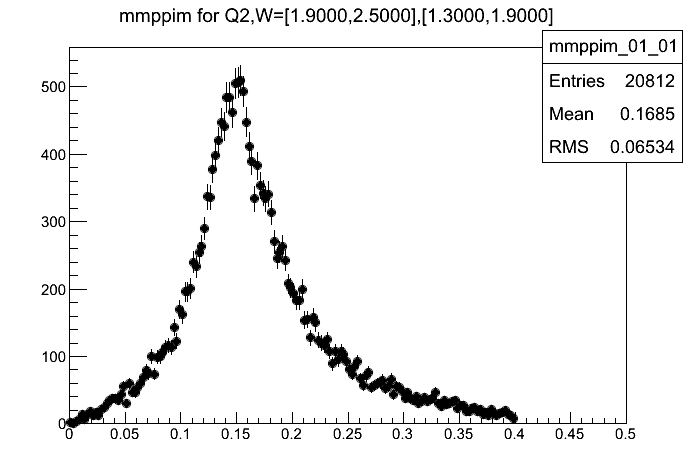 mmppim for Q2,W=[1.9000,2.5000],[1.3000,1.9000]
mmppim_01_01
Entries 20812
Mean 0.1685
RMS 0.06534
500
400
300
200
100
0
0 0.05 0.1 0.15 0.2 0.25 0.3 0.35 0.4 0.45 0.5